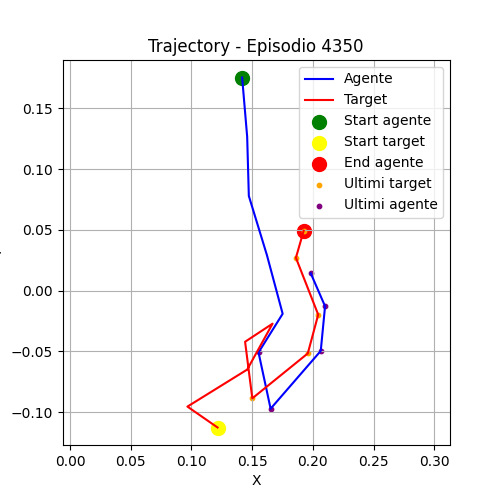 Trajectory - Episodio 4350
Agente
Target
Start agente
Start target
End agente
Ultimi target
Ultimi agente
0.15
0.10
0.05
0.00
−0.05
−0.10
0.00 0.05 0.10 0.15 0.20 0.25 0.30
X